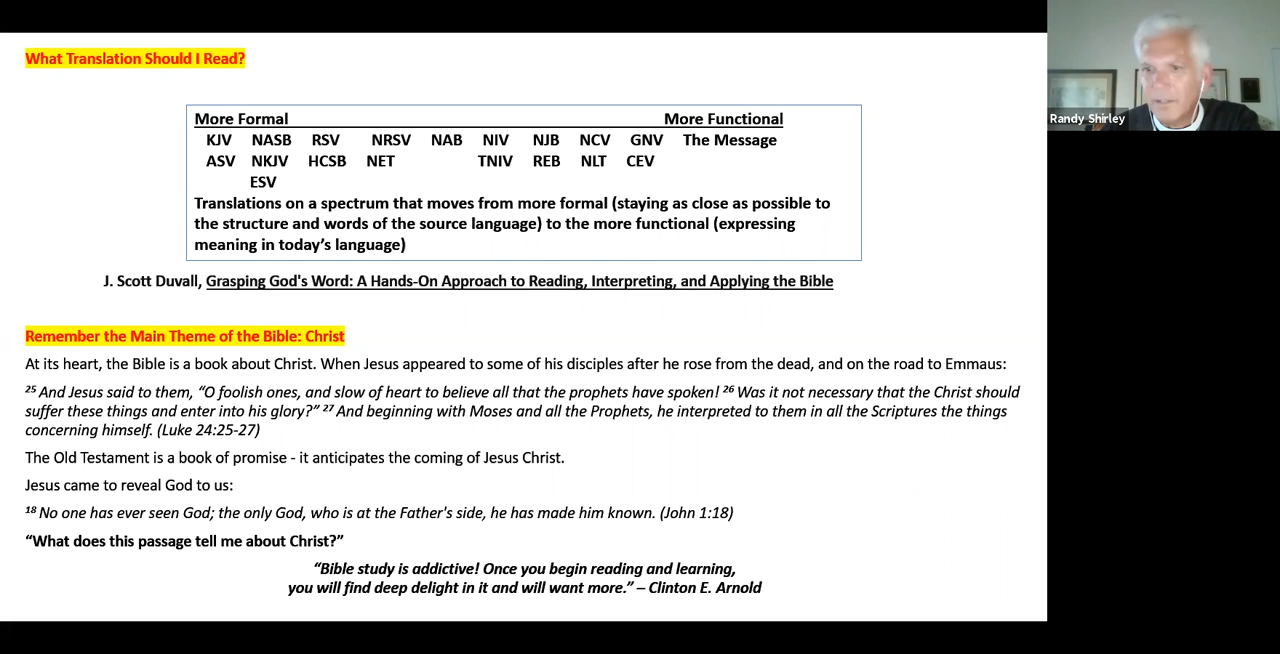 What Translation Should I Read?
More Formal More Functional
KJV NASB RSV NRSV NAB NIV NJB NCV GNV The Message
ASV NKJV HCSB NET TNIV REB NLT CEV
ESV
Translations on a spectrum that moves from more formal (staying as close as possible to
the structure and words of the source language) to the more functional (expressing
meaning in today's language)
J. Scott Duvall, Grasping God's Word: A Hands-On Approach to Reading, Interpreting, and Applying the Bible
Remember the Main Theme of the Bible: Christ
At its heart, the Bible is a book about Christ. When Jesus appeared to some of his disciples after he rose from the dead, and on the road to Emmaus:
25 And Jesus said to them, “O foolish ones, and slow of heart to believe all that the prophets have spoken! 26 Was it not necessary that the Christ should
suffer these things and enter into his glory?” 27 And beginning with Moses and all the Prophets, he interpreted to them in all the Scriptures the things
concerning himself. (Luke 24:25-27)
The Old Testament is a book of promise - it anticipates the coming of Jesus Christ.
Jesus came to reveal God to us:
18 No one has ever seen God; the only God, who is at the Father's side, he has made him known. (John 1:18)
“What does this passage tell me about Christ?”
“Bible study is addictive! Once you begin reading and learning,
you will find deep delight in it and will want more.” – Clinton E. Arnold
Randy Shirley